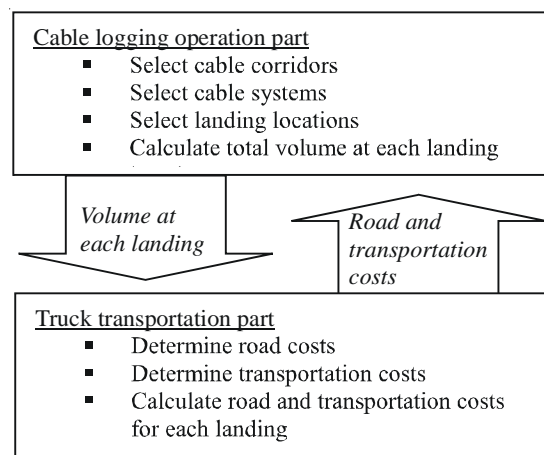 Cable logging operation part
▪ Select cable corridors
▪ Select cable systems
▪ Select landing locations
▪ Calculate total volume at each landing
Volume at
each landing
Road and
transportation
costs
Truck transportation part
▪ Determine road costs
▪ Determine transportation costs
▪ Calculate road and transportation costs
for each landing